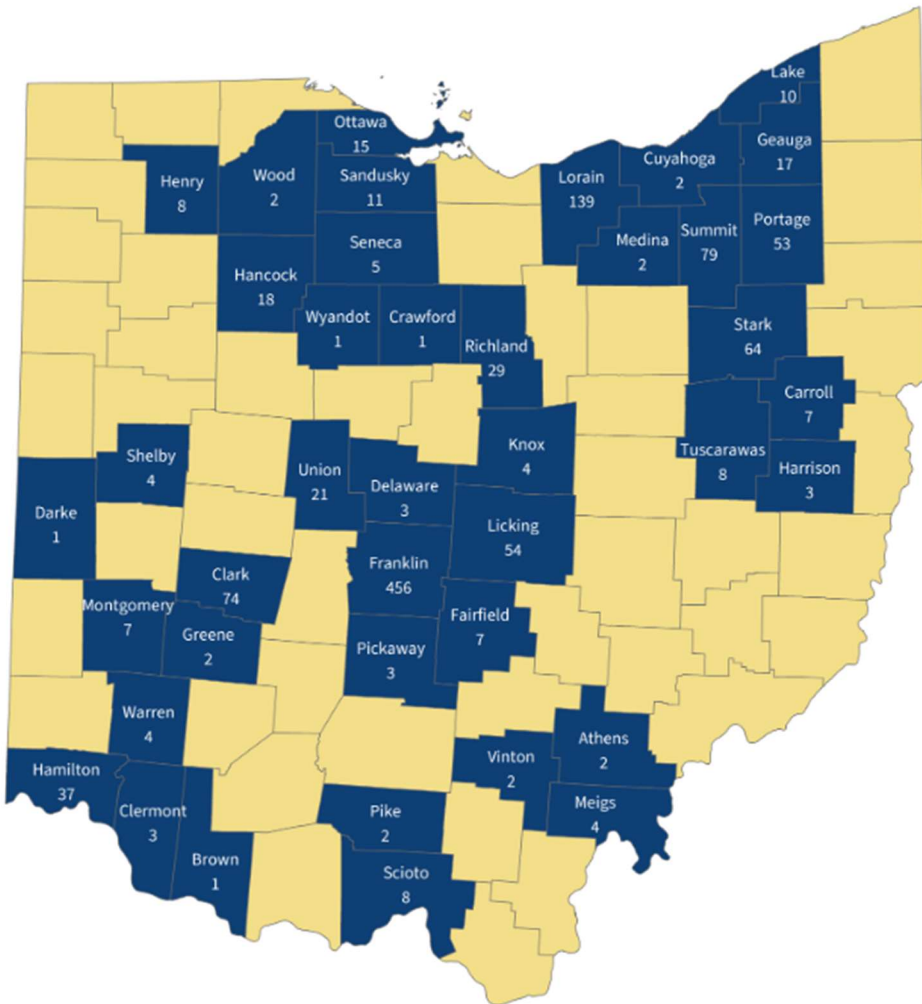 Lake
10
Ottawa
15
Geauga
17
Cuyahoga
2
Wood
2
Sandusky
11
Lorain
139
Henry
8
Portage
53
Summit
79
Medina
2
Seneca
5
Hancock
18
Wyandot
1
Crawford
1
Stark
64
Richland
29
Carroll
7
Knox
4
Tuscarawas
8
Shelby
4
Union
21
Harrison
3
Delaware
3
Darke
1
Licking
54
Franklin
456
Clark
74
Montgomery
7
Fairfield
7
Greene
2
Pickaway
3
Warren
4
Athens
2
Vinton
2
Hamilton
37
Meigs
4
Clermont
3
Pike
2
Brown
1
Scioto
8